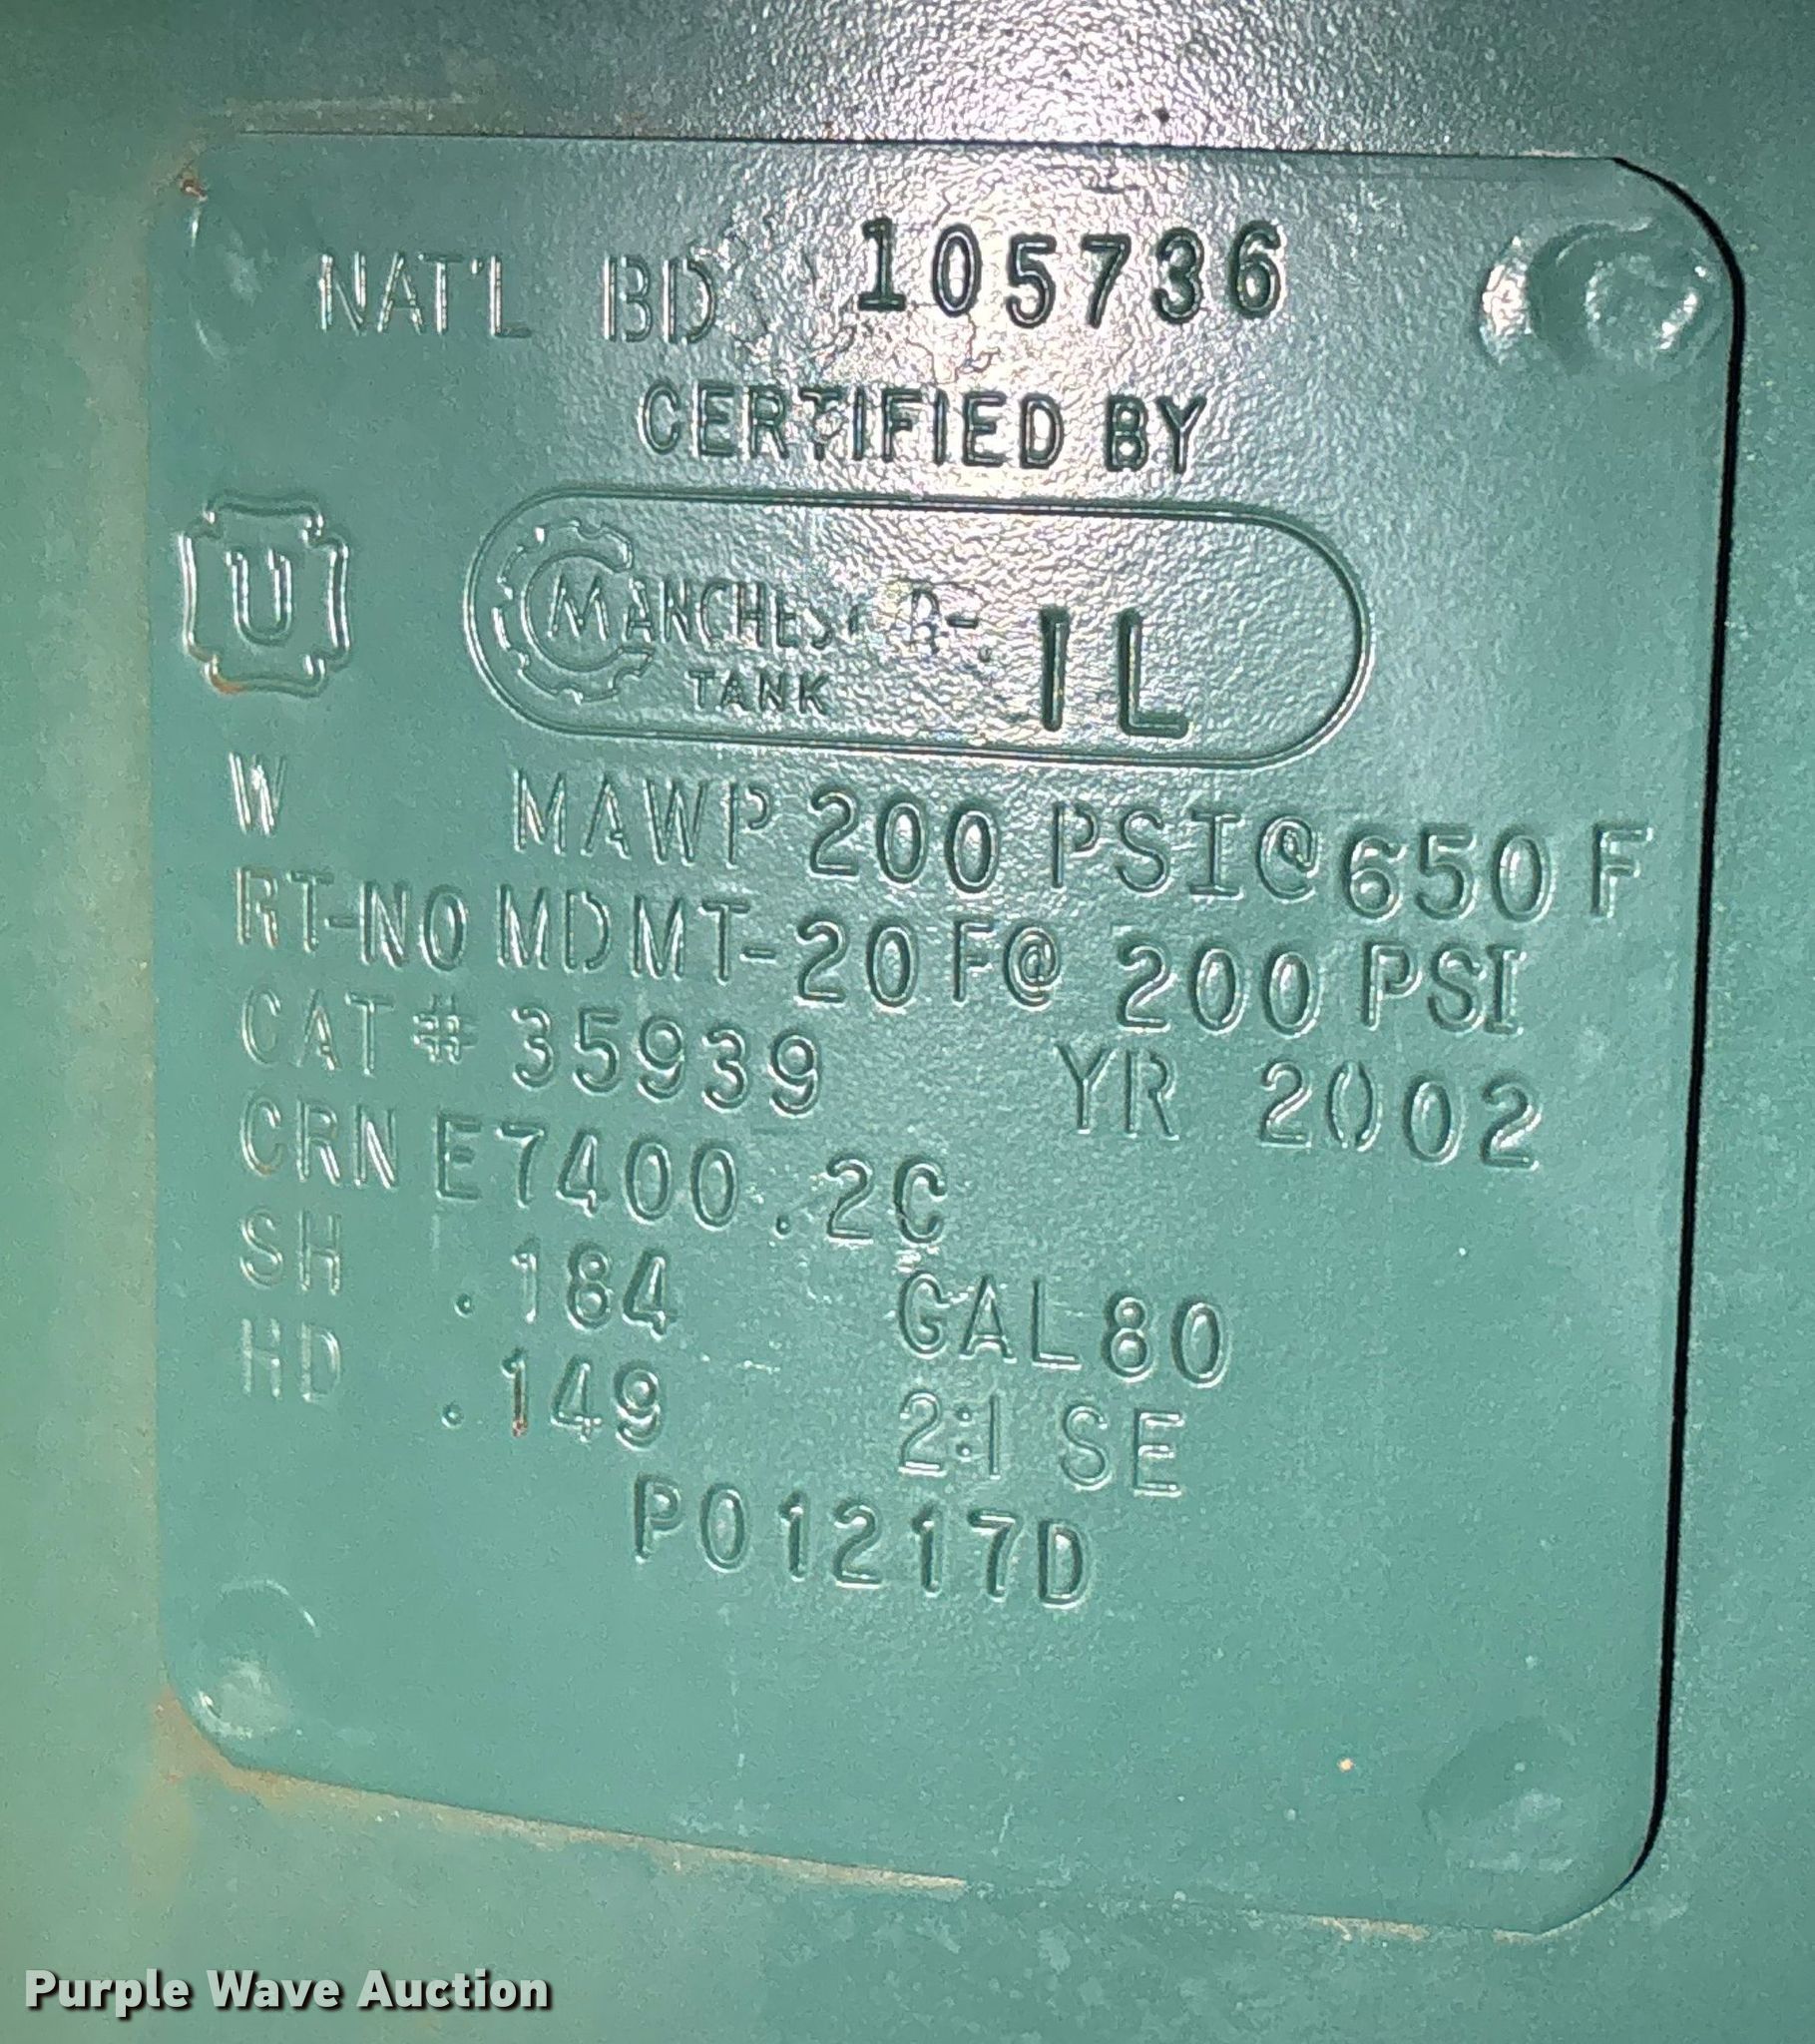 NAT'L BD 105736
CERTIFIED BY
U
MANCHESTER
TANK IL
W MAWP 200 PSI@650 F
RT-NO MDMT-20 F@ 200 PSI
CAT # 35939 YR 2002
CRN E7400.2C
SH .184 GAL 80
HD .149 2:1 SE
P01217D
Purple Wave Auction